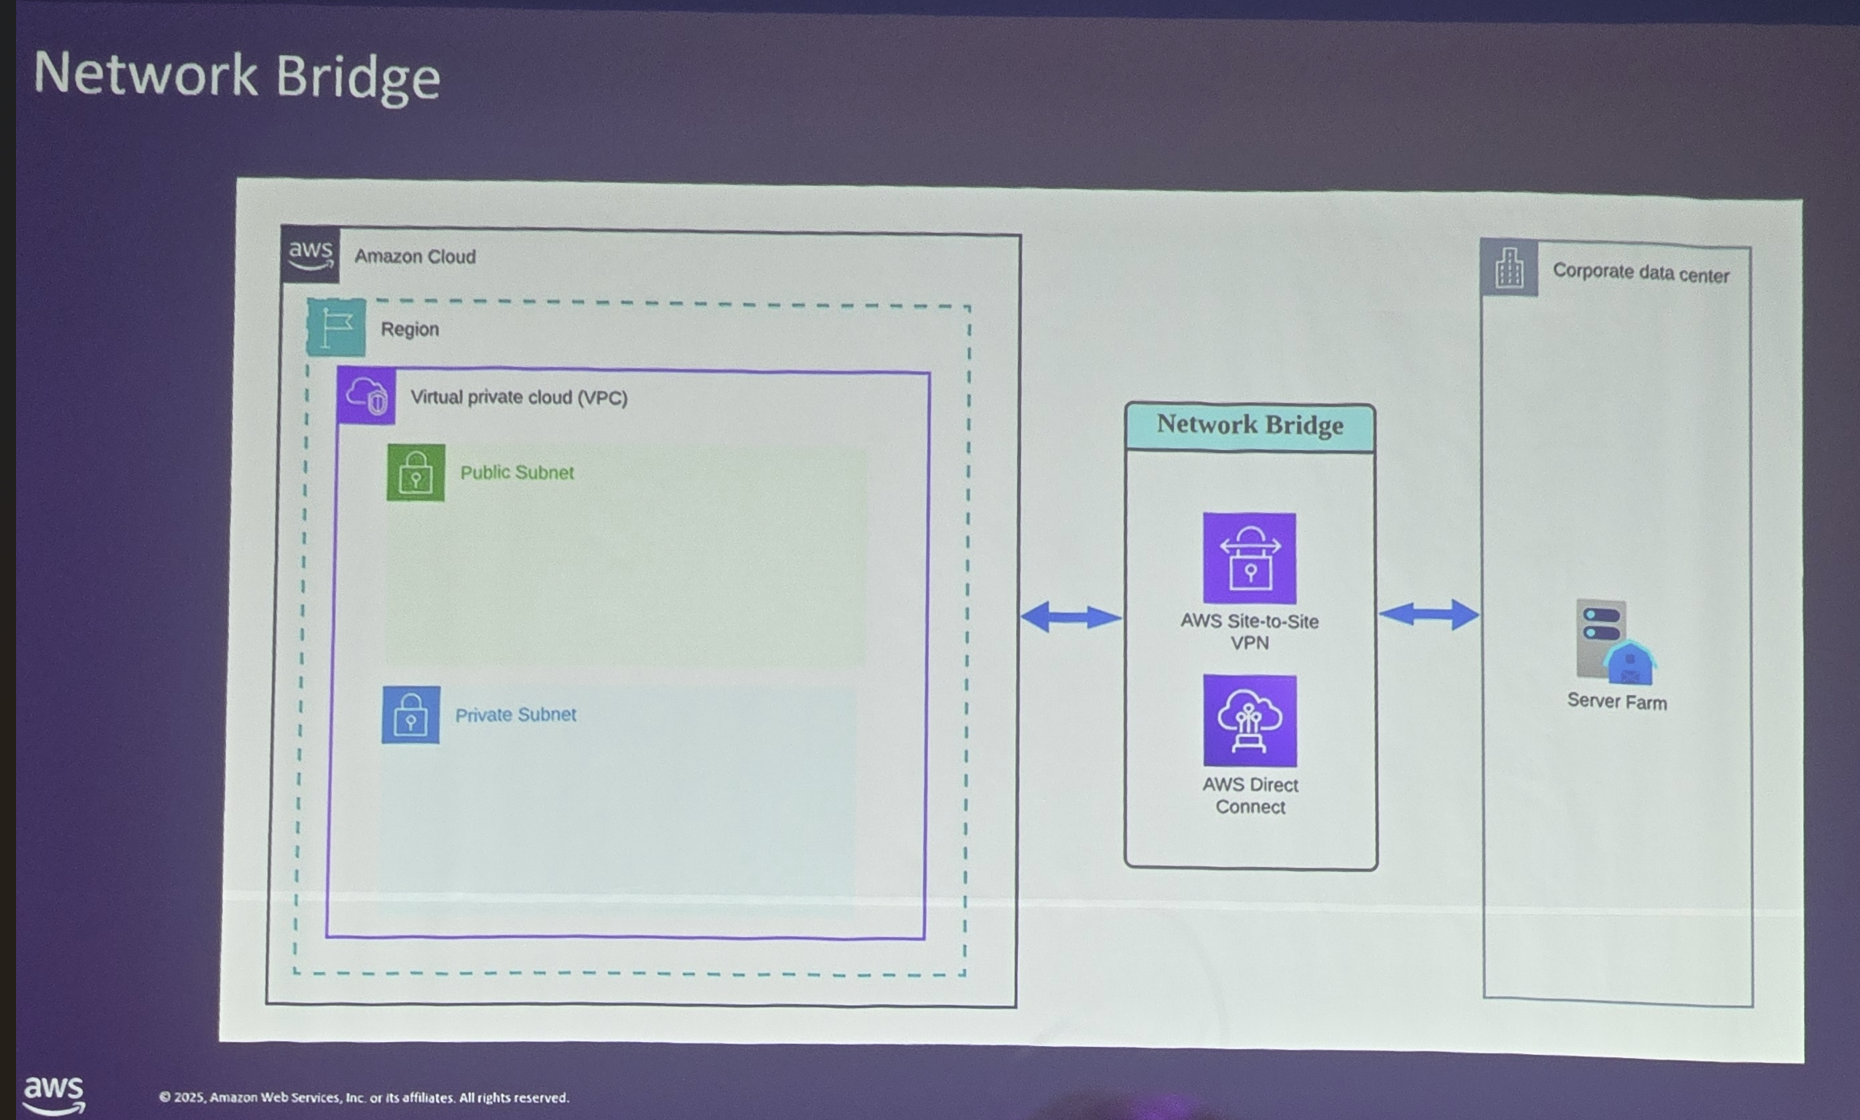 Network Bridge
aws
Amazon Cloud
Region
Virtual private cloud (VPC)
Public Subnet
Private Subnet
Network Bridge
AWS Site-to-Site
VPN
AWS Direct
Connect
Corporate data center
Server Farm
aws
© 2025, Amazon Web Services, Inc. or its affiliates. All rights reserved.